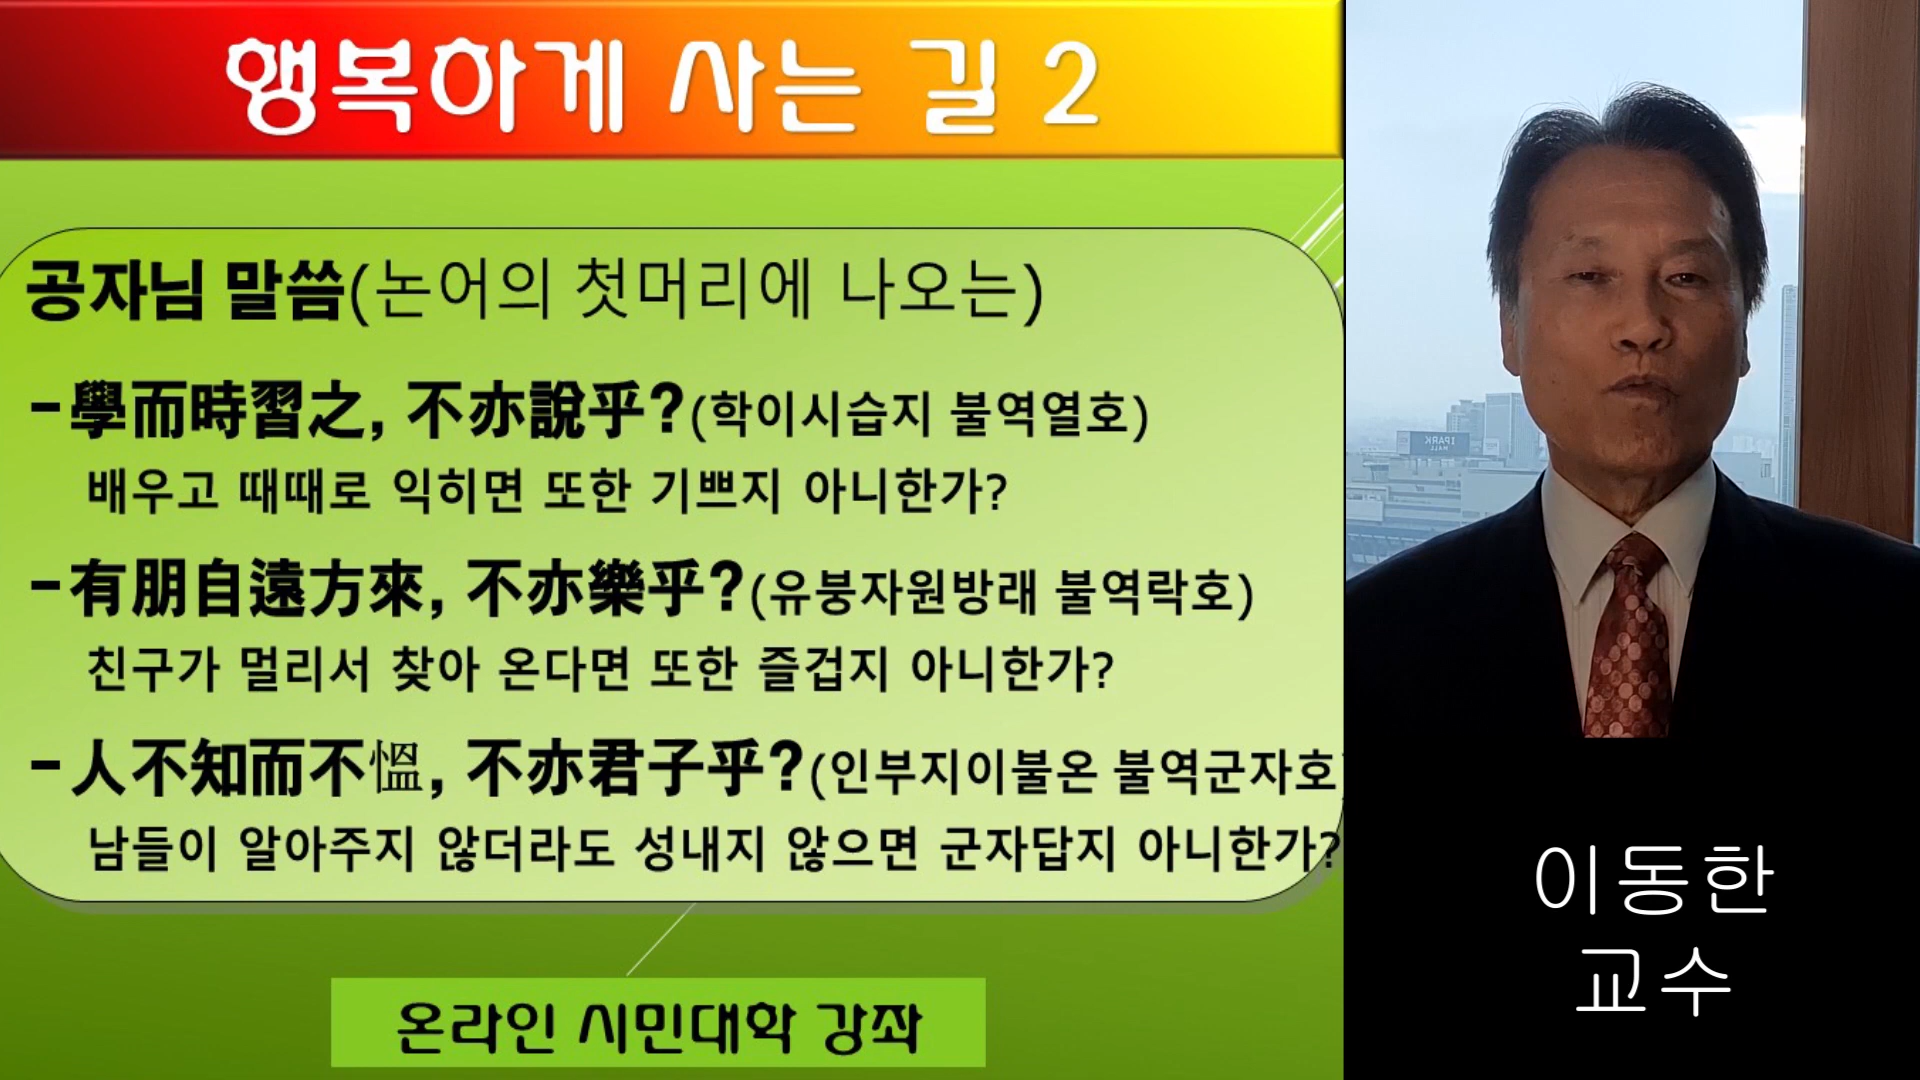 행복하게 사는 길 2
공자님 말씀(논어의 첫머리에 나오는)
-學而時習之, 不亦說乎?(학이시습지 불역열호)
배우고 때때로 익히면 또한 기쁘지 아니한가?
-有朋自遠方來, 不亦樂乎?(유붕자원방래 불역락호)
친구가 멀리서 찾아 온다면 또한 즐겁지 아니한가?
-人不知而不慍, 不亦君子乎?(인부지이불온 불역군자호)
남들이 알아주지 않더라도 성내지 않으면 군자답지 아니한가?
온라인 시민대학 강좌
IPARK
MALL
이동한
교수